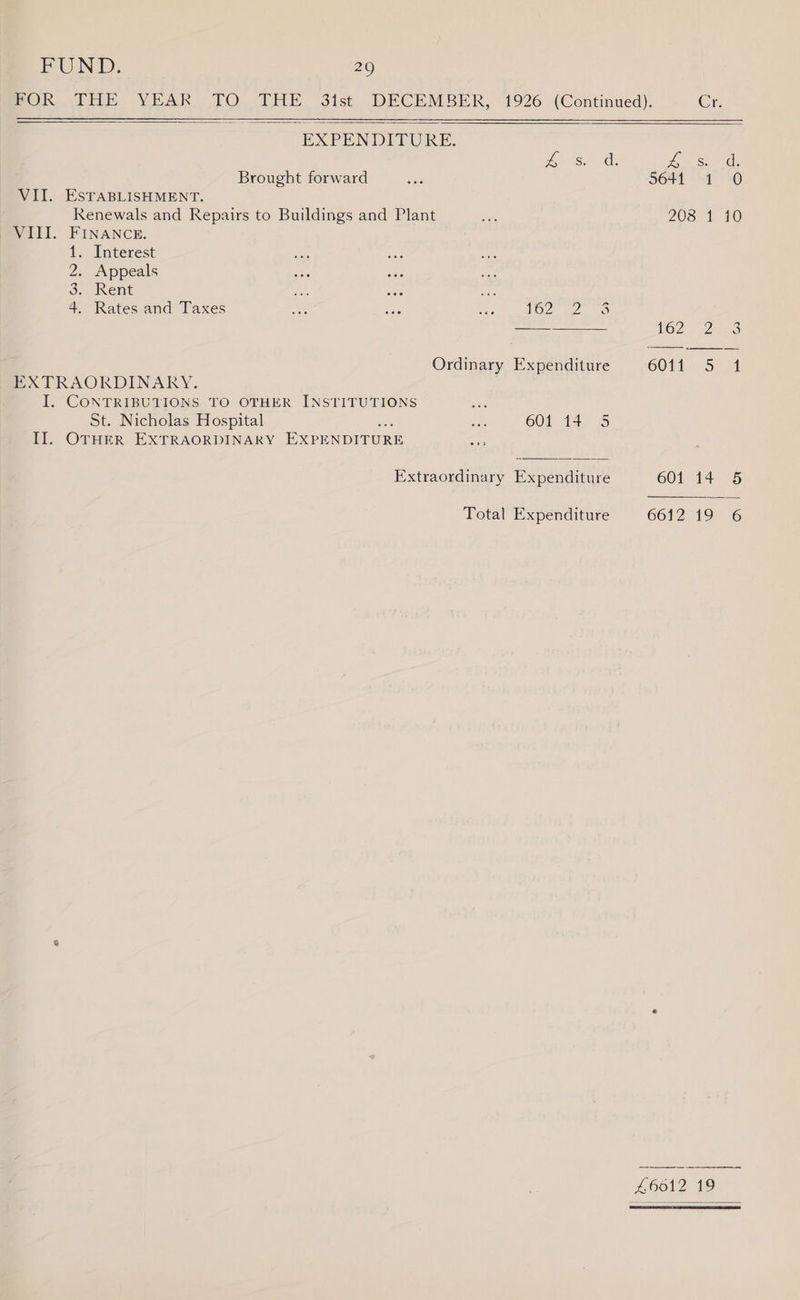 FUND. 29
FOR THE YEAR TO THE 31st DECEMBER, 1926 (Continued). Cr.
EXPENDITURE.
£ s. d. £ s. d.
Brought forward ... 5641 1 0
VII. ESTABLISHMENT.
Renewals and Repairs to Buildings and Plant ... 208 1 10
VIII. FINANCE.
1. Interest ... ... ...
2. Appeals ... ... ...
3. Rent ... ... ...
4. Rates and Taxes ... ... ... 162 2 3
162 2 3
Ordinary Expenditure 6011 5 1
EXTRAORDINARY.
I. CONTRIBUTIONS TO OTHER INSTITUTIONS ...
St. Nicholas Hospital ... ... 601 14 5
II. OTHER EXTRAORDINARY EXPENDITURE ...
Extraordinary Expenditure 601 14 5
Total Expenditure 6612 19 6
£6612 19